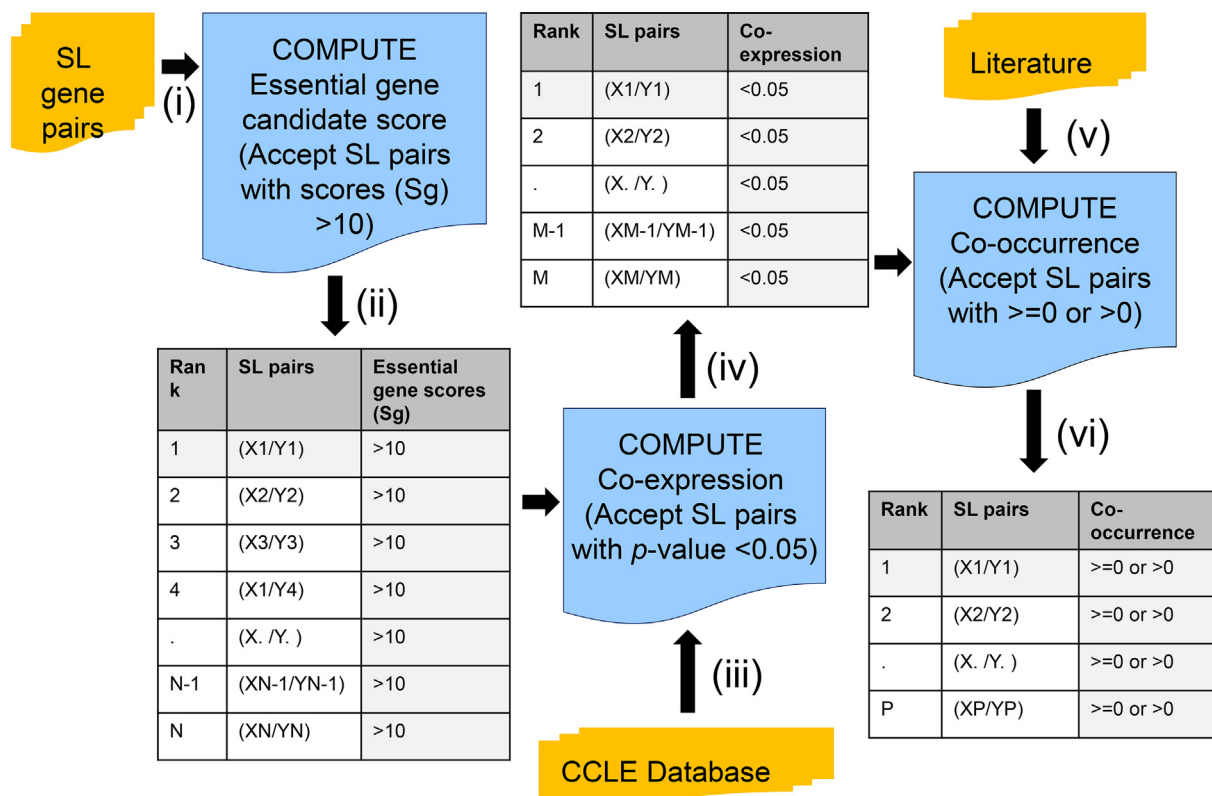 SL
gene
pairs
(i)
COMPUTE
Essential gene
candidate score
(Accept SL pairs
with scores (Sg)
>10)
(ii)
Ran
k
SL pairs
Essential
gene scores
(Sg)
1
(X1/Y1)
>10
2
(X2/Y2)
>10
3
(X3/Y3)
>10
4
(X1/Y4)
>10
.
(X. /Y. )
>10
N-1
(XN-1/YN-1)
>10
N
(XN/YN)
>10
COMPUTE
Co-expression
(Accept SL pairs
with p-value <0.05)
(iii)
CCLE Database
(iv)
Rank
SL pairs
Co-
expression
1
(X1/Y1)
<0.05
2
(X2/Y2)
<0.05
.
(X. /Y. )
<0.05
M-1
(XM-1/YM-1)
<0.05
M
(XM/YM)
<0.05
Literature
(v)
COMPUTE
Co-occurrence
(Accept SL pairs
with >=0 or >0)
(vi)
Rank
SL pairs
Co-
occurrence
1
(X1/Y1)
>=0 or >0
2
(X2/Y2)
>=0 or >0
.
(X. /Y. )
>=0 or >0
P
(XP/YP)
>=0 or >0